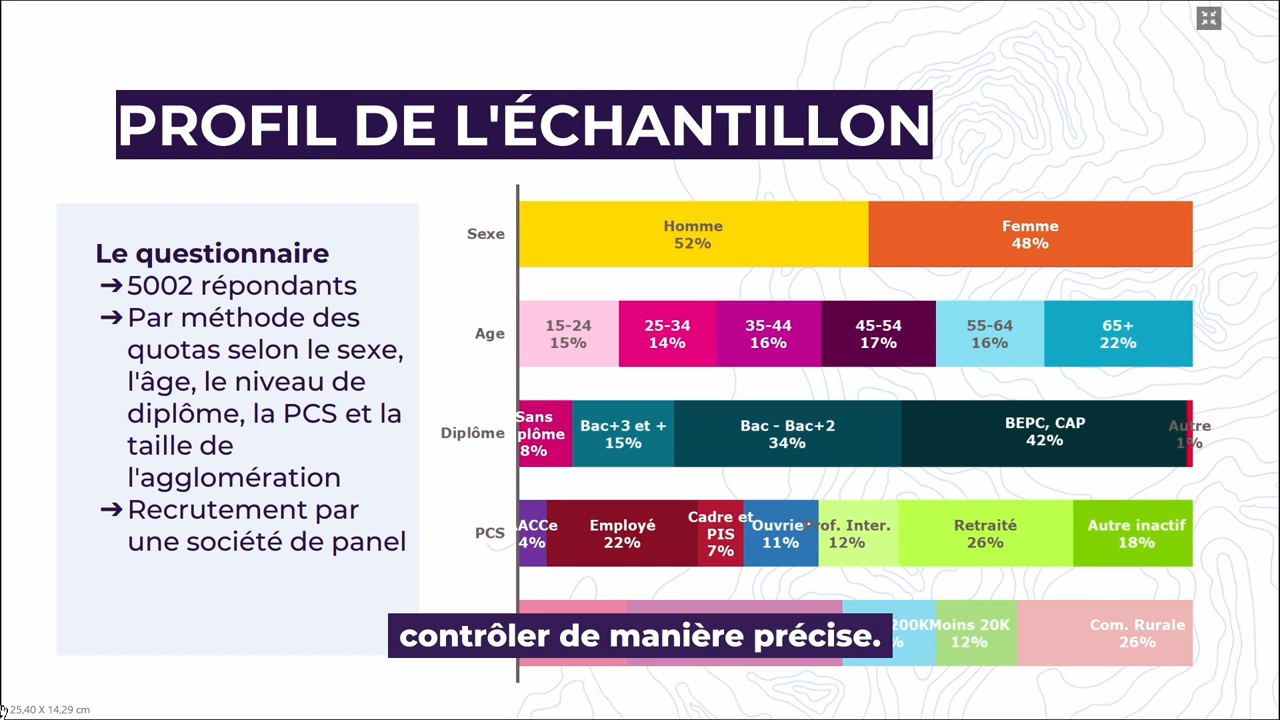 PROFIL DE L'ÉCHANTILLON
Le questionnaire
➔5002 répondants
➔Par méthode des
quotas selon le sexe,
l'âge, le niveau de
diplôme, la PCS et la
taille de
l'agglomération
➔Recrutement par
une société de panel
Sexe
Homme
52%
Femme
48%
Age
15-24
15%
25-34
14%
35-44
16%
45-54
17%
55-64
16%
65+
22%
Diplôme
Sans
plôme
8%
Bac+3 et +
15%
Bac - Bac+2
34%
BEPC, CAP
42%
Autre
1%
PCS
ACCe
4%
Employé
22%
Cadre et
PIS
7%
Ouvrier
11%
Prof. Inter.
12%
Retraité
26%
Autre inactif
18%
200K
%
Moins 20K
12%
Com. Rurale
26%
contrôler de manière précise.
25,40 X 14,29 cm